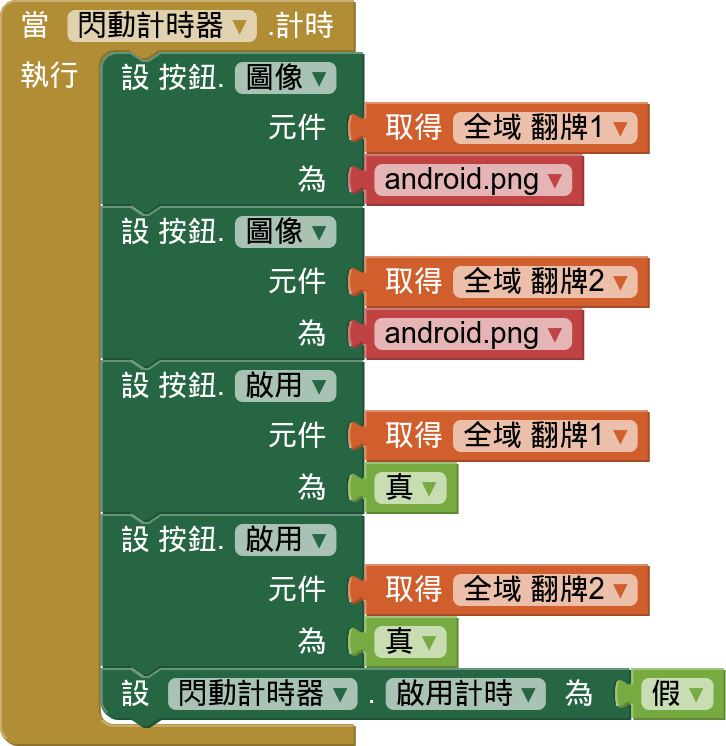 當 閃動計時器 .計時
執行 設 按鈕. 圖像
元件 取得 全域 翻牌1
為 android.png
設 按鈕. 圖像
元件 取得 全域 翻牌2
為 android.png
設 按鈕. 啟用
元件 取得 全域 翻牌1
為 真
設 按鈕. 啟用
元件 取得 全域 翻牌2
為 真
設 閃動計時器 . 啟用計時 為 假